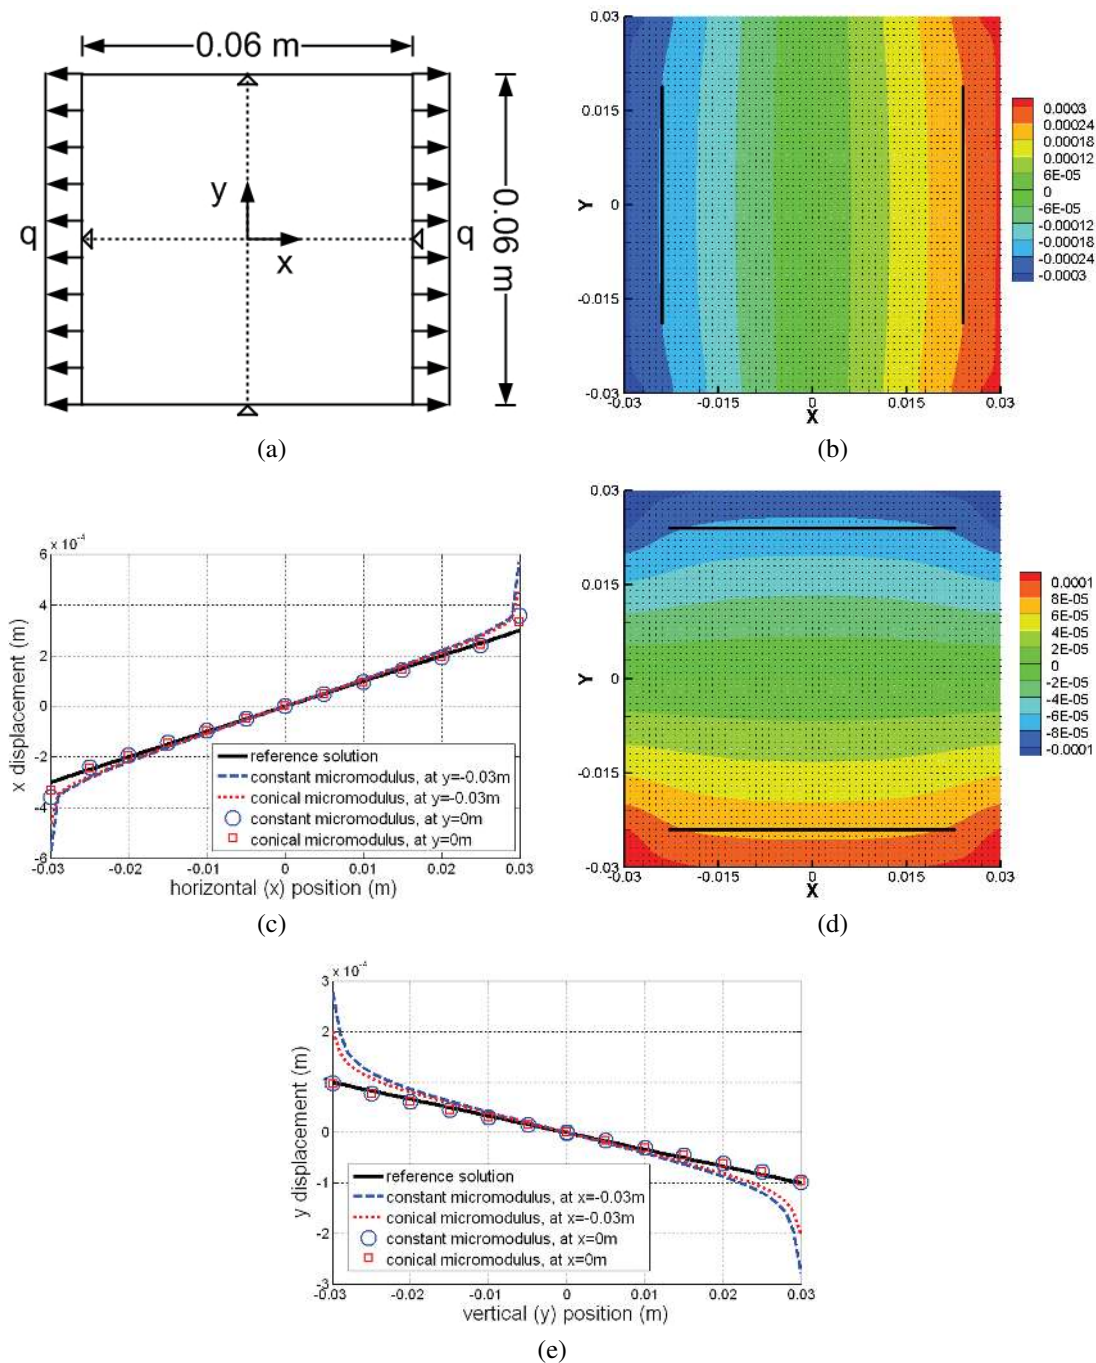 0.06 m
y
x
q
q
0.06 m
(a)
0.03
0.015
0
-0.015
-0.03
Y
-0.03
-0.015
0
0.015
0.03
X
0.0003
0.00024
0.00018
0.00012
6E-05
0
-6E-05
-0.00012
-0.00018
-0.00024
-0.0003
(b)
x 10-4
6
4
2
0
-2
-4
-6
x displacement (m)
reference solution
constant micromodulus, at y=-0.03m
conical micromodulus, at y=-0.03m
constant micromodulus, at y=0m
conical micromodulus, at y=0m
-0.03
-0.02
-0.01
0
0.01
0.02
0.03
horizontal (x) position (m)
(c)
0.03
0.015
0
-0.015
-0.03
Y
-0.03
-0.015
0
0.015
0.03
X
0.0001
8E-05
6E-05
4E-05
2E-05
0
-2E-05
-4E-05
-6E-05
-8E-05
-0.0001
(d)
x 10-4
3
2
1
0
-1
-2
-3
y displacement (m)
reference solution
constant micromodulus, at x=-0.03m
conical micromodulus, at x=-0.03m
constant micromodulus, at x=0m
conical micromodulus, at x=0m
-0.03
-0.02
-0.01
0
0.01
0.02
0.03
vertical (y) position (m)
(e)